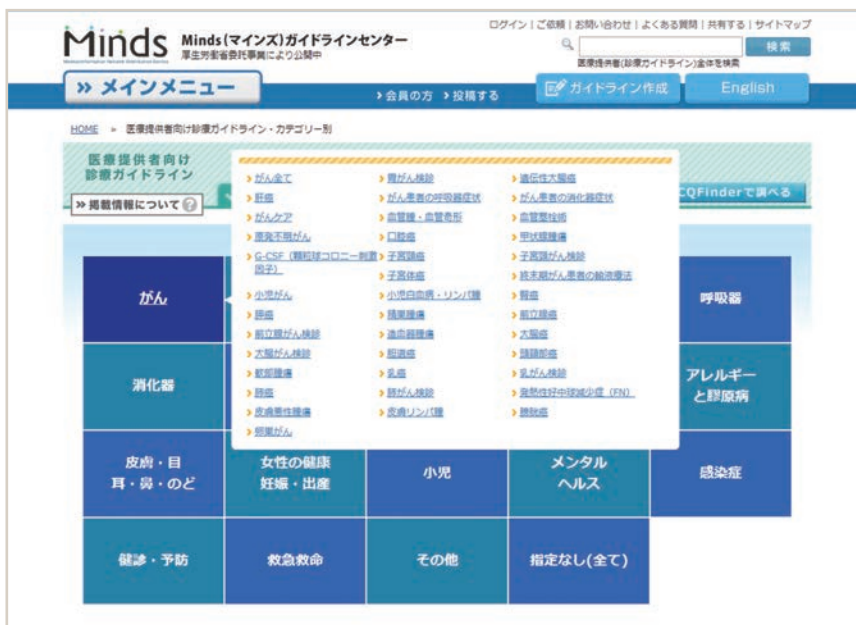 ログイン | ご依頼 | お問い合わせ | よくある質問 | 共有する | サイトマップ
Minds Minds(マインズ)ガイドラインセンター
厚生労働省委託事業により公開中
検索
医療提供者(診療ガイドライン)全体を検索
» メインメニュー
›会員の方 ›投稿する
ガイドライン作成
English
HOME » 医療提供者向け診療ガイドライン・カテゴリー別
医療提供者向け
診療ガイドライン
» 掲載情報について ?
CQFinderで調べる
›がん全て ›胃がん検診 ›遺伝性大腸癌
›肝癌 ›がん患者の呼吸器症状 ›がん患者の消化器症状
›がんケア ›血管腫・血管奇形 ›血管塞栓術
›原発不明がん ›口腔癌 ›甲状腺腫瘍
›G-CSF(顆粒球コロニー刺激因子) ›子宮頸癌 ›子宮頸がん検診
›子宮体癌 ›終末期がん患者の輸液療法
›小児がん ›小児白血病・リンパ腫 ›腎癌
›膵癌 ›精巣腫瘍 ›前立腺癌
›前立腺がん検診 ›造血器腫瘍 ›大腸癌
›大腸がん検診 ›胆道癌 ›頭頸部癌
›軟部腫瘍 ›乳癌 ›乳がん検診
›肺癌 ›肺がん検診 ›発熱性好中球減少症(FN)
›皮膚悪性腫瘍 ›皮膚リンパ腫 ›膀胱癌
›卵巣がん
がん
呼吸器
消化器
アレルギー
と膠原病
皮膚・目
耳・鼻・のど
女性の健康
妊娠・出産
小児
メンタル
ヘルス
感染症
健診・予防
救急救命
その他
指定なし(全て)